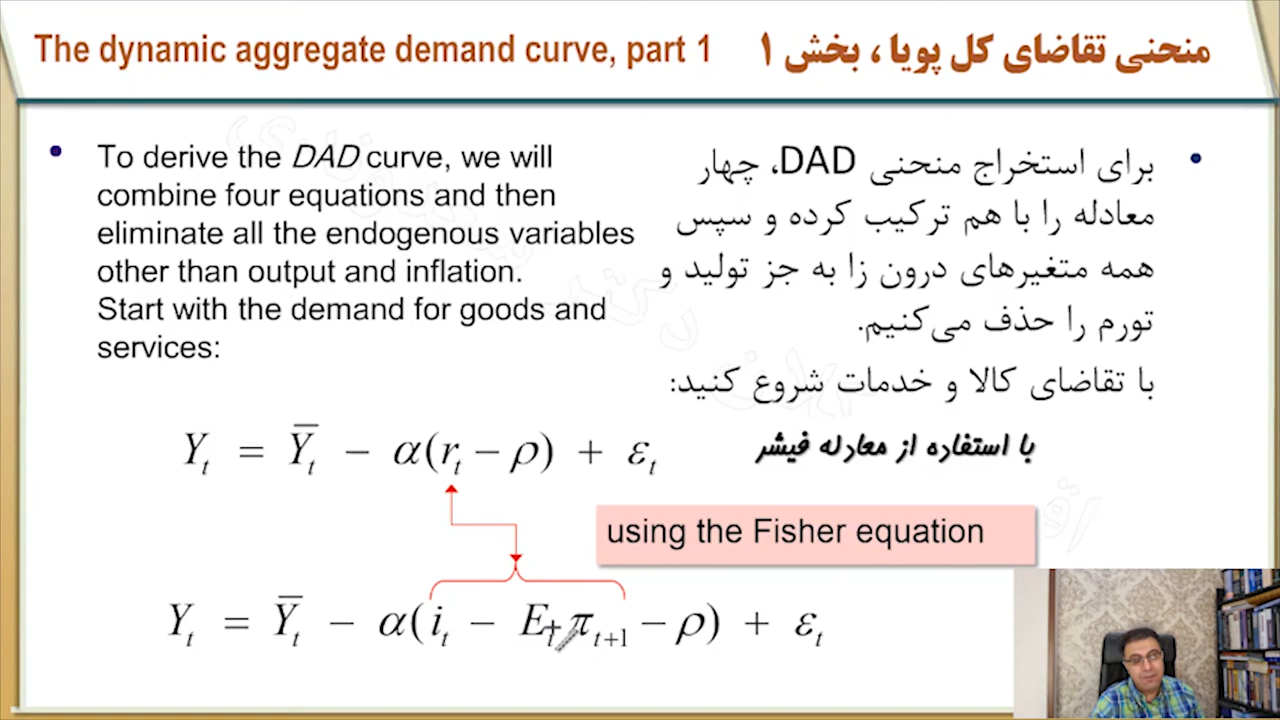 The dynamic aggregate demand curve, part 1
منحنی تقاضای کل پویا ، بخش ۱
• To derive the DAD curve, we will
combine four equations and then
eliminate all the endogenous variables
other than output and inflation.
Start with the demand for goods and
services:
• برای استخراج منحنی DAD، چهار
معادله را با هم ترکیب کرده و سپس
همه متغیرهای درون زا به جز تولید و
تورم را حذف می‌کنیم.
با تقاضای کالا و خدمات شروع کنید:
Yₜ = Ȳₜ − α(rₜ − ρ) + εₜ
با استفاده از معادله فیشر
using the Fisher equation
Yₜ = Ȳₜ − α(iₜ − Eₜπₜ₊₁ − ρ) + εₜ